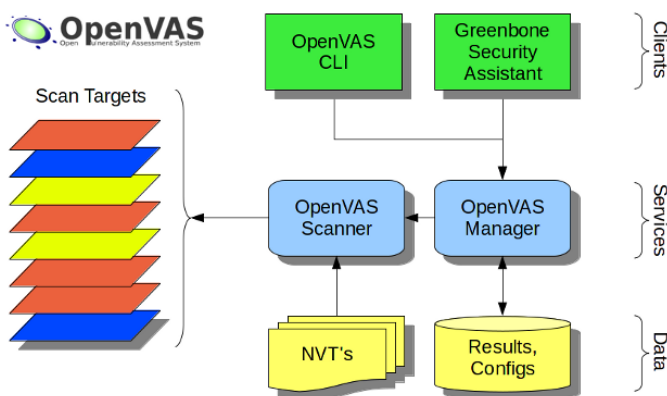 OpenVAS
Open Vulnerability Assessment System
OpenVAS
CLI
Greenbone
Security
Assistant
Clients
Scan Targets
OpenVAS
Scanner
OpenVAS
Manager
Services
NVT's
Results,
Configs
Data